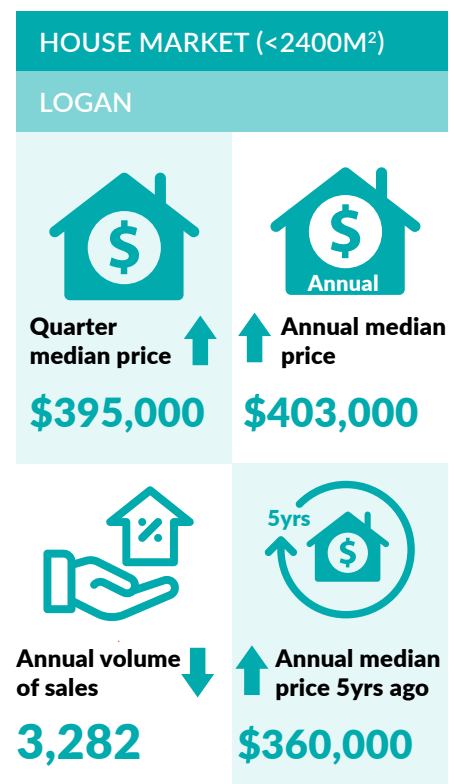 HOUSE MARKET (<2400M²)
LOGAN
$
Quarter
median price
$395,000
$
Annual
Annual median
price
$403,000
%
Annual volume
of sales
3,282
5yrs
$
Annual median
price 5yrs ago
$360,000